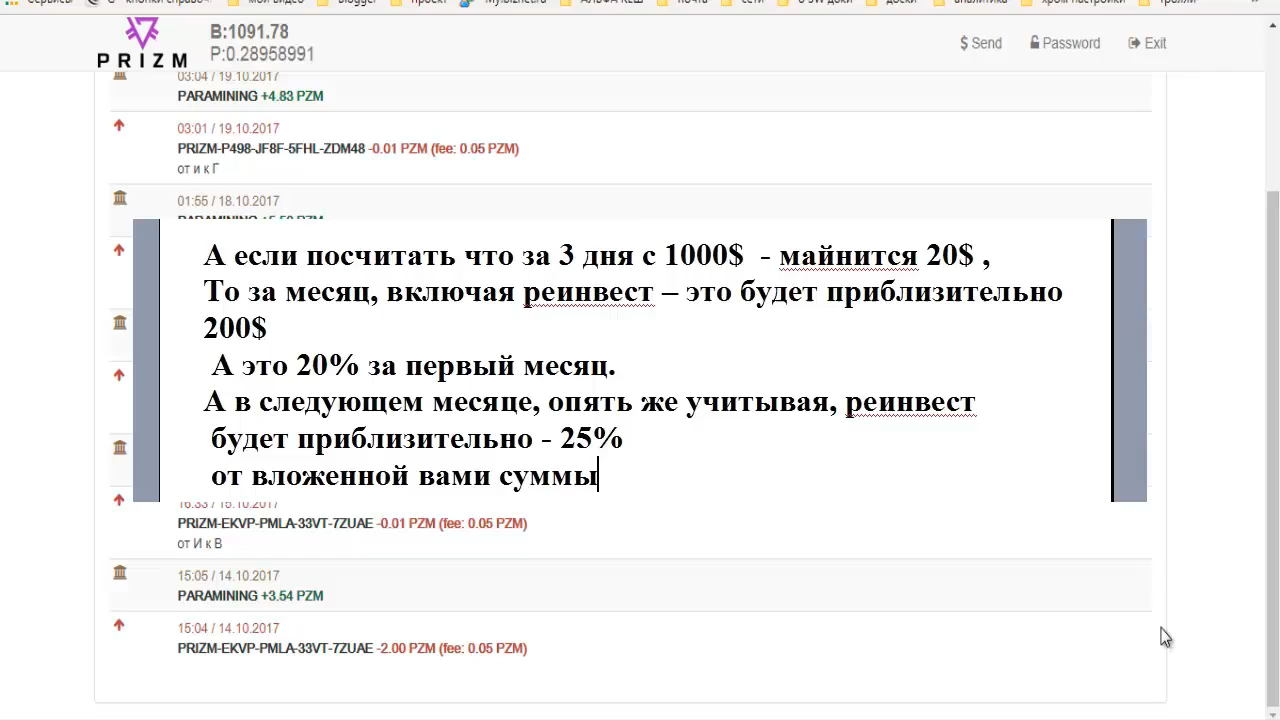 PRIZM
B:1091.78
P:0.28958991
$ Send
Password
Exit
03:04 / 19.10.2017
PARAMINING +4.83 PZM
03:01 / 19.10.2017
PRIZM-P498-JF8F-5FHL-ZDM48 -0.01 PZM (fee: 0.05 PZM)
от и к Г
01:55 / 18.10.2017
А если посчитать что за 3 дня с 1000$ - майнится 20$ ,
То за месяц, включая реинвест – это будет приблизительно
200$
А это 20% за первый месяц.
А в следующем месяце, опять же учитывая, реинвест
будет приблизительно - 25%
от вложенной вами суммы
16:33 / 15.10.2017
PRIZM-EKVP-PMLA-33VT-7ZUAE -0.01 PZM (fee: 0.05 PZM)
от И к В
15:05 / 14.10.2017
PARAMINING +3.54 PZM
15:04 / 14.10.2017
PRIZM-EKVP-PMLA-33VT-7ZUAE -2.00 PZM (fee: 0.05 PZM)